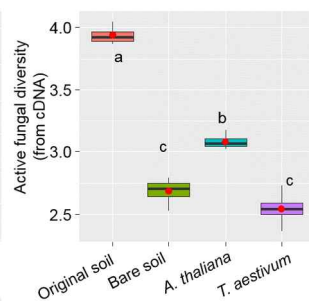 Active fungal diversity
(from cDNA)
4.0
3.5
3.0
2.5
a
c
b
c
Original soil
Bare soil
A. thaliana
T. aestivum